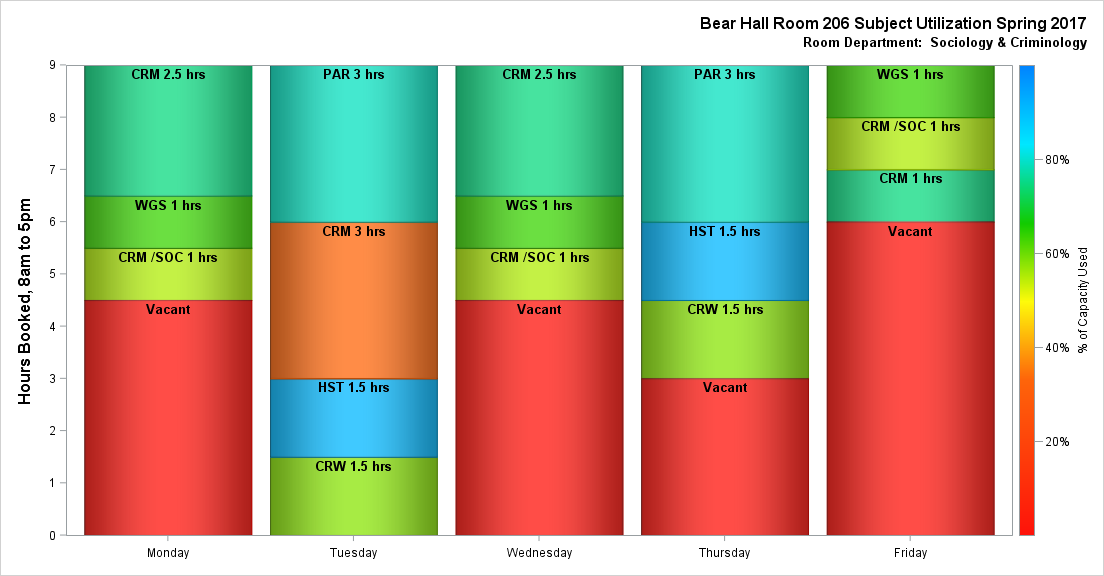 Bear Hall Room 206 Subject Utilization Spring 2017
Room Department: Sociology & Criminology
Hours Booked, 8am to 5pm
9
8
7
6
5
4
3
2
1
0
CRM 2.5 hrs
WGS 1 hrs
CRM /SOC 1 hrs
Vacant
PAR 3 hrs
CRM 3 hrs
HST 1.5 hrs
CRW 1.5 hrs
CRM 2.5 hrs
WGS 1 hrs
CRM /SOC 1 hrs
Vacant
PAR 3 hrs
HST 1.5 hrs
CRW 1.5 hrs
Vacant
WGS 1 hrs
CRM /SOC 1 hrs
CRM 1 hrs
Vacant
Monday
Tuesday
Wednesday
Thursday
Friday
80%
60%
40%
20%
% of Capacity Used